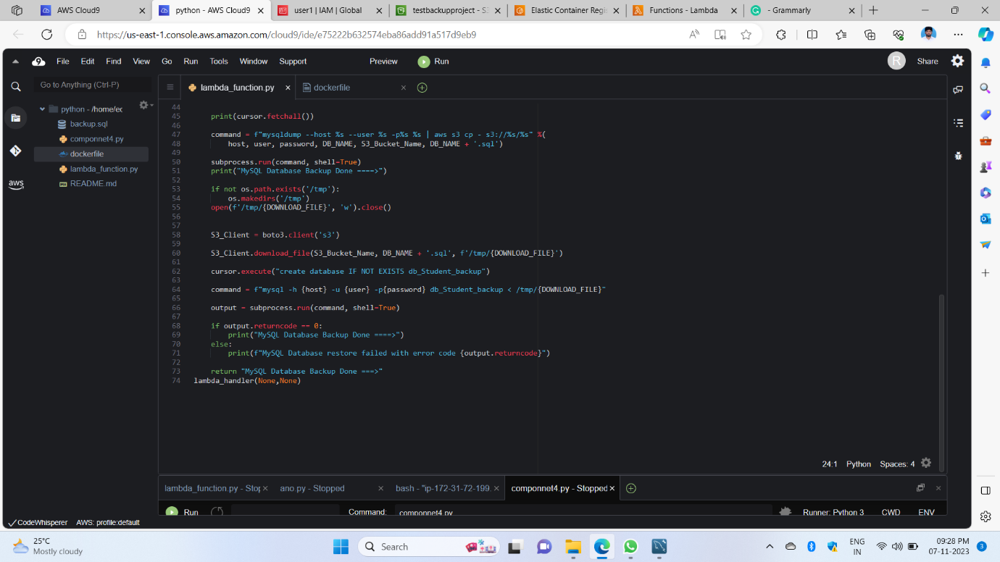 AWS Cloud9
python - AWS Cloud9
user1 | IAM | Global
testbackupproject - S3
Elastic Container Regis
Functions - Lambda
- Grammarly
https://us-east-1.console.aws.amazon.com/cloud9/ide/e75222b632574eba86add91a517d9eb9
File Edit Find View Go Run Tools Window Support Preview Run R Share
Go to Anything (Ctrl-P)
lambda_function.py
dockerfile
python - /home/ec
backup.sql
componnet4.py
dockerfile
lambda_function.py
README.md
aws
44
45 print(cursor.fetchall())
46
47 command = f"mysqldump --host %s --user %s -p%s %s | aws s3 cp - s3://%s/%s" %(
48 host, user, password, DB_NAME, S3_Bucket_Name, DB_NAME + '.sql')
49
50 subprocess.run(command, shell=True)
51 print("MySQL Database Backup Done ====>")
52
53 if not os.path.exists('/tmp'):
54 os.makedirs('/tmp')
55 open(f'/tmp/{DOWNLOAD_FILE}', 'w').close()
56
57
58 S3_Client = boto3.client('s3')
59
60 S3_Client.download_file(S3_Bucket_Name, DB_NAME + '.sql', f'/tmp/{DOWNLOAD_FILE}')
61
62 cursor.execute("create database IF NOT EXISTS db_Student_backup")
63
64 command = f"mysql -h {host} -u {user} -p{password} db_Student_backup < /tmp/{DOWNLOAD_FILE}"
65
66 output = subprocess.run(command, shell=True)
67
68 if output.returncode == 0:
69 print("MySQL Database Backup Done ====>")
70 else:
71 print(f"MySQL Database restore failed with error code {output.returncode}")
72
73 return "MySQL Database Backup Done ===>"
74 lambda_handler(None,None)
24:1 Python Spaces: 4
lambda_function.py - Stop
ano.py - Stopped
bash - "ip-172-31-72-199.
componnet4.py - Stopped
Run Command: componnet4.py Runner: Python 3 CWD ENV
CodeWhisperer AWS: profile:default
25°C
Mostly cloudy
Search
ENG
IN
09:28 PM
07-11-2023
3